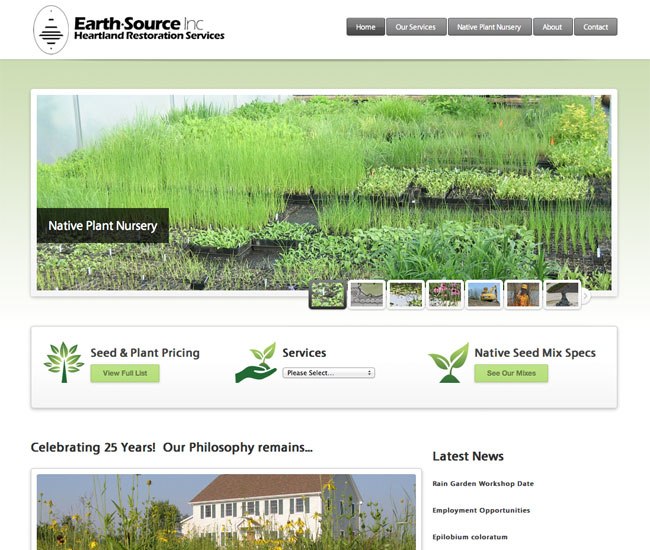 Earth·Source Inc
Heartland Restoration Services
Home
Our Services
Native Plant Nursery
About
Contact
Native Plant Nursery
Seed & Plant Pricing
View Full List
Services
Please Select...
Native Seed Mix Specs
See Our Mixes
Celebrating 25 Years!  Our Philosophy remains...
Latest News
Rain Garden Workshop Date
Employment Opportunities
Epilobium coloratum